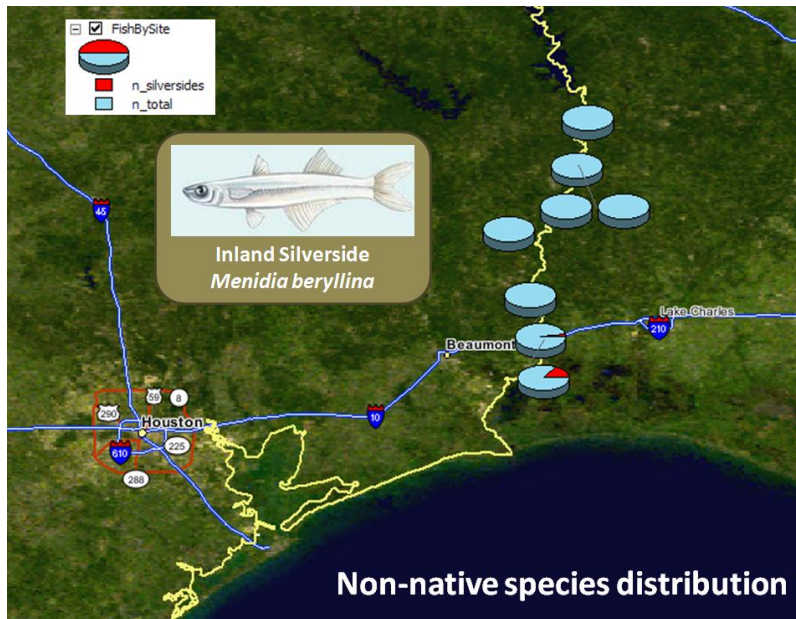 FishBySite
n_silversides
n_total
45
Inland Silverside
Menidia beryllina
Lake Charles
210
Beaumont
59
8
290
Houston
10
225
610
288
Non-native species distribution